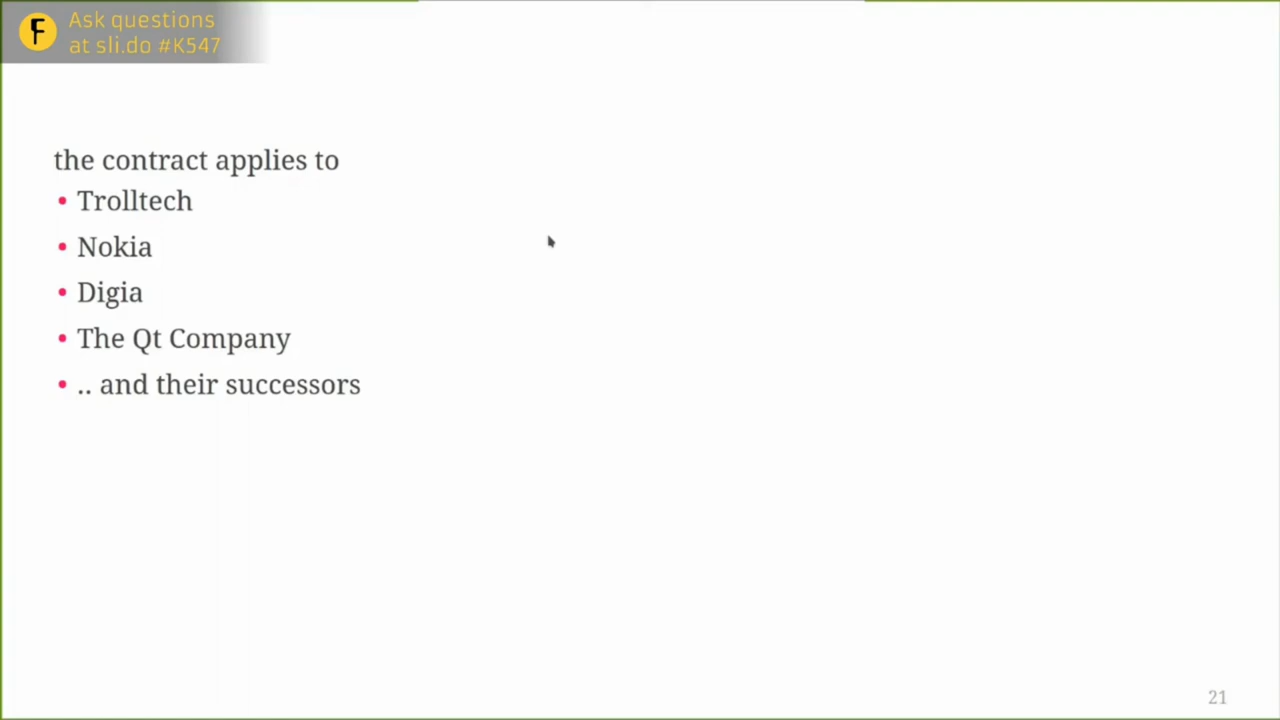 F
Ask questions
at sli.do #K547
the contract applies to
• Trolltech
• Nokia
• Digia
• The Qt Company
• .. and their successors
21